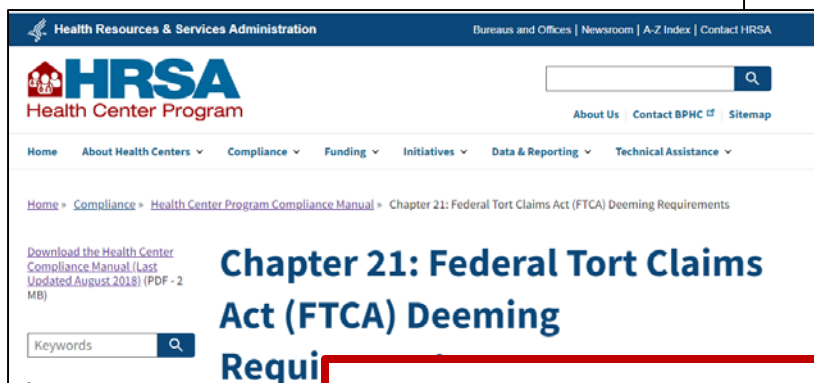 Health Resources & Services Administration
Bureaus and Offices | Newsroom | A-Z Index | Contact HRSA
HRSA
Health Center Program
About Us | Contact BPHC | Sitemap
Home About Health Centers Compliance Funding Initiatives Data & Reporting Technical Assistance
Home » Compliance » Health Center Program Compliance Manual » Chapter 21: Federal Tort Claims Act (FTCA) Deeming Requirements
Download the Health Center
Compliance Manual (Last
Updated August 2018) (PDF - 2
MB)
Keywords
Chapter 21: Federal Tort Claims
Act (FTCA) Deeming